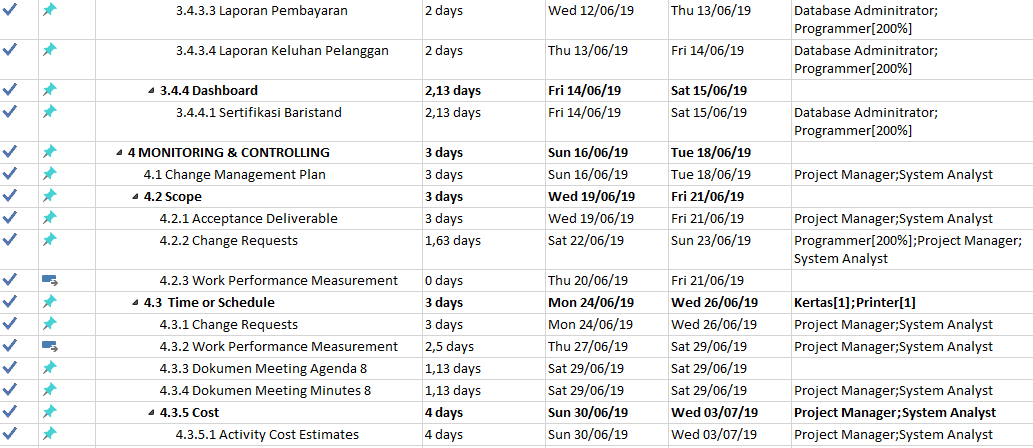 3.4.3.3 Laporan Pembayaran 2 days Wed 12/06/19 Thu 13/06/19 Database Adminitrator;
Programmer[200%]
3.4.3.4 Laporan Keluhan Pelanggan 2 days Thu 13/06/19 Fri 14/06/19 Database Adminitrator;
Programmer[200%]
3.4.4 Dashboard 2,13 days Fri 14/06/19 Sat 15/06/19
3.4.4.1 Sertifikasi Baristand 2,13 days Fri 14/06/19 Sat 15/06/19 Database Adminitrator;
Programmer[200%]
4 MONITORING & CONTROLLING 3 days Sun 16/06/19 Tue 18/06/19
4.1 Change Management Plan 3 days Sun 16/06/19 Tue 18/06/19 Project Manager;System Analyst
4.2 Scope 3 days Wed 19/06/19 Fri 21/06/19
4.2.1 Acceptance Deliverable 3 days Wed 19/06/19 Fri 21/06/19 Project Manager;System Analyst
4.2.2 Change Requests 1,63 days Sat 22/06/19 Sun 23/06/19 Programmer[200%];Project Manager;
System Analyst
4.2.3 Work Performance Measurement 0 days Thu 20/06/19 Fri 21/06/19
4.3 Time or Schedule 3 days Mon 24/06/19 Wed 26/06/19 Kertas[1];Printer[1]
4.3.1 Change Requests 3 days Mon 24/06/19 Wed 26/06/19 Project Manager;System Analyst
4.3.2 Work Performance Measurement 2,5 days Thu 27/06/19 Sat 29/06/19 Project Manager;System Analyst
4.3.3 Dokumen Meeting Agenda 8 1,13 days Sat 29/06/19 Sat 29/06/19
4.3.4 Dokumen Meeting Minutes 8 1,13 days Sat 29/06/19 Sat 29/06/19 Project Manager;System Analyst
4.3.5 Cost 4 days Sun 30/06/19 Wed 03/07/19 Project Manager;System Analyst
4.3.5.1 Activity Cost Estimates 4 days Sun 30/06/19 Wed 03/07/19 Project Manager;System Analyst